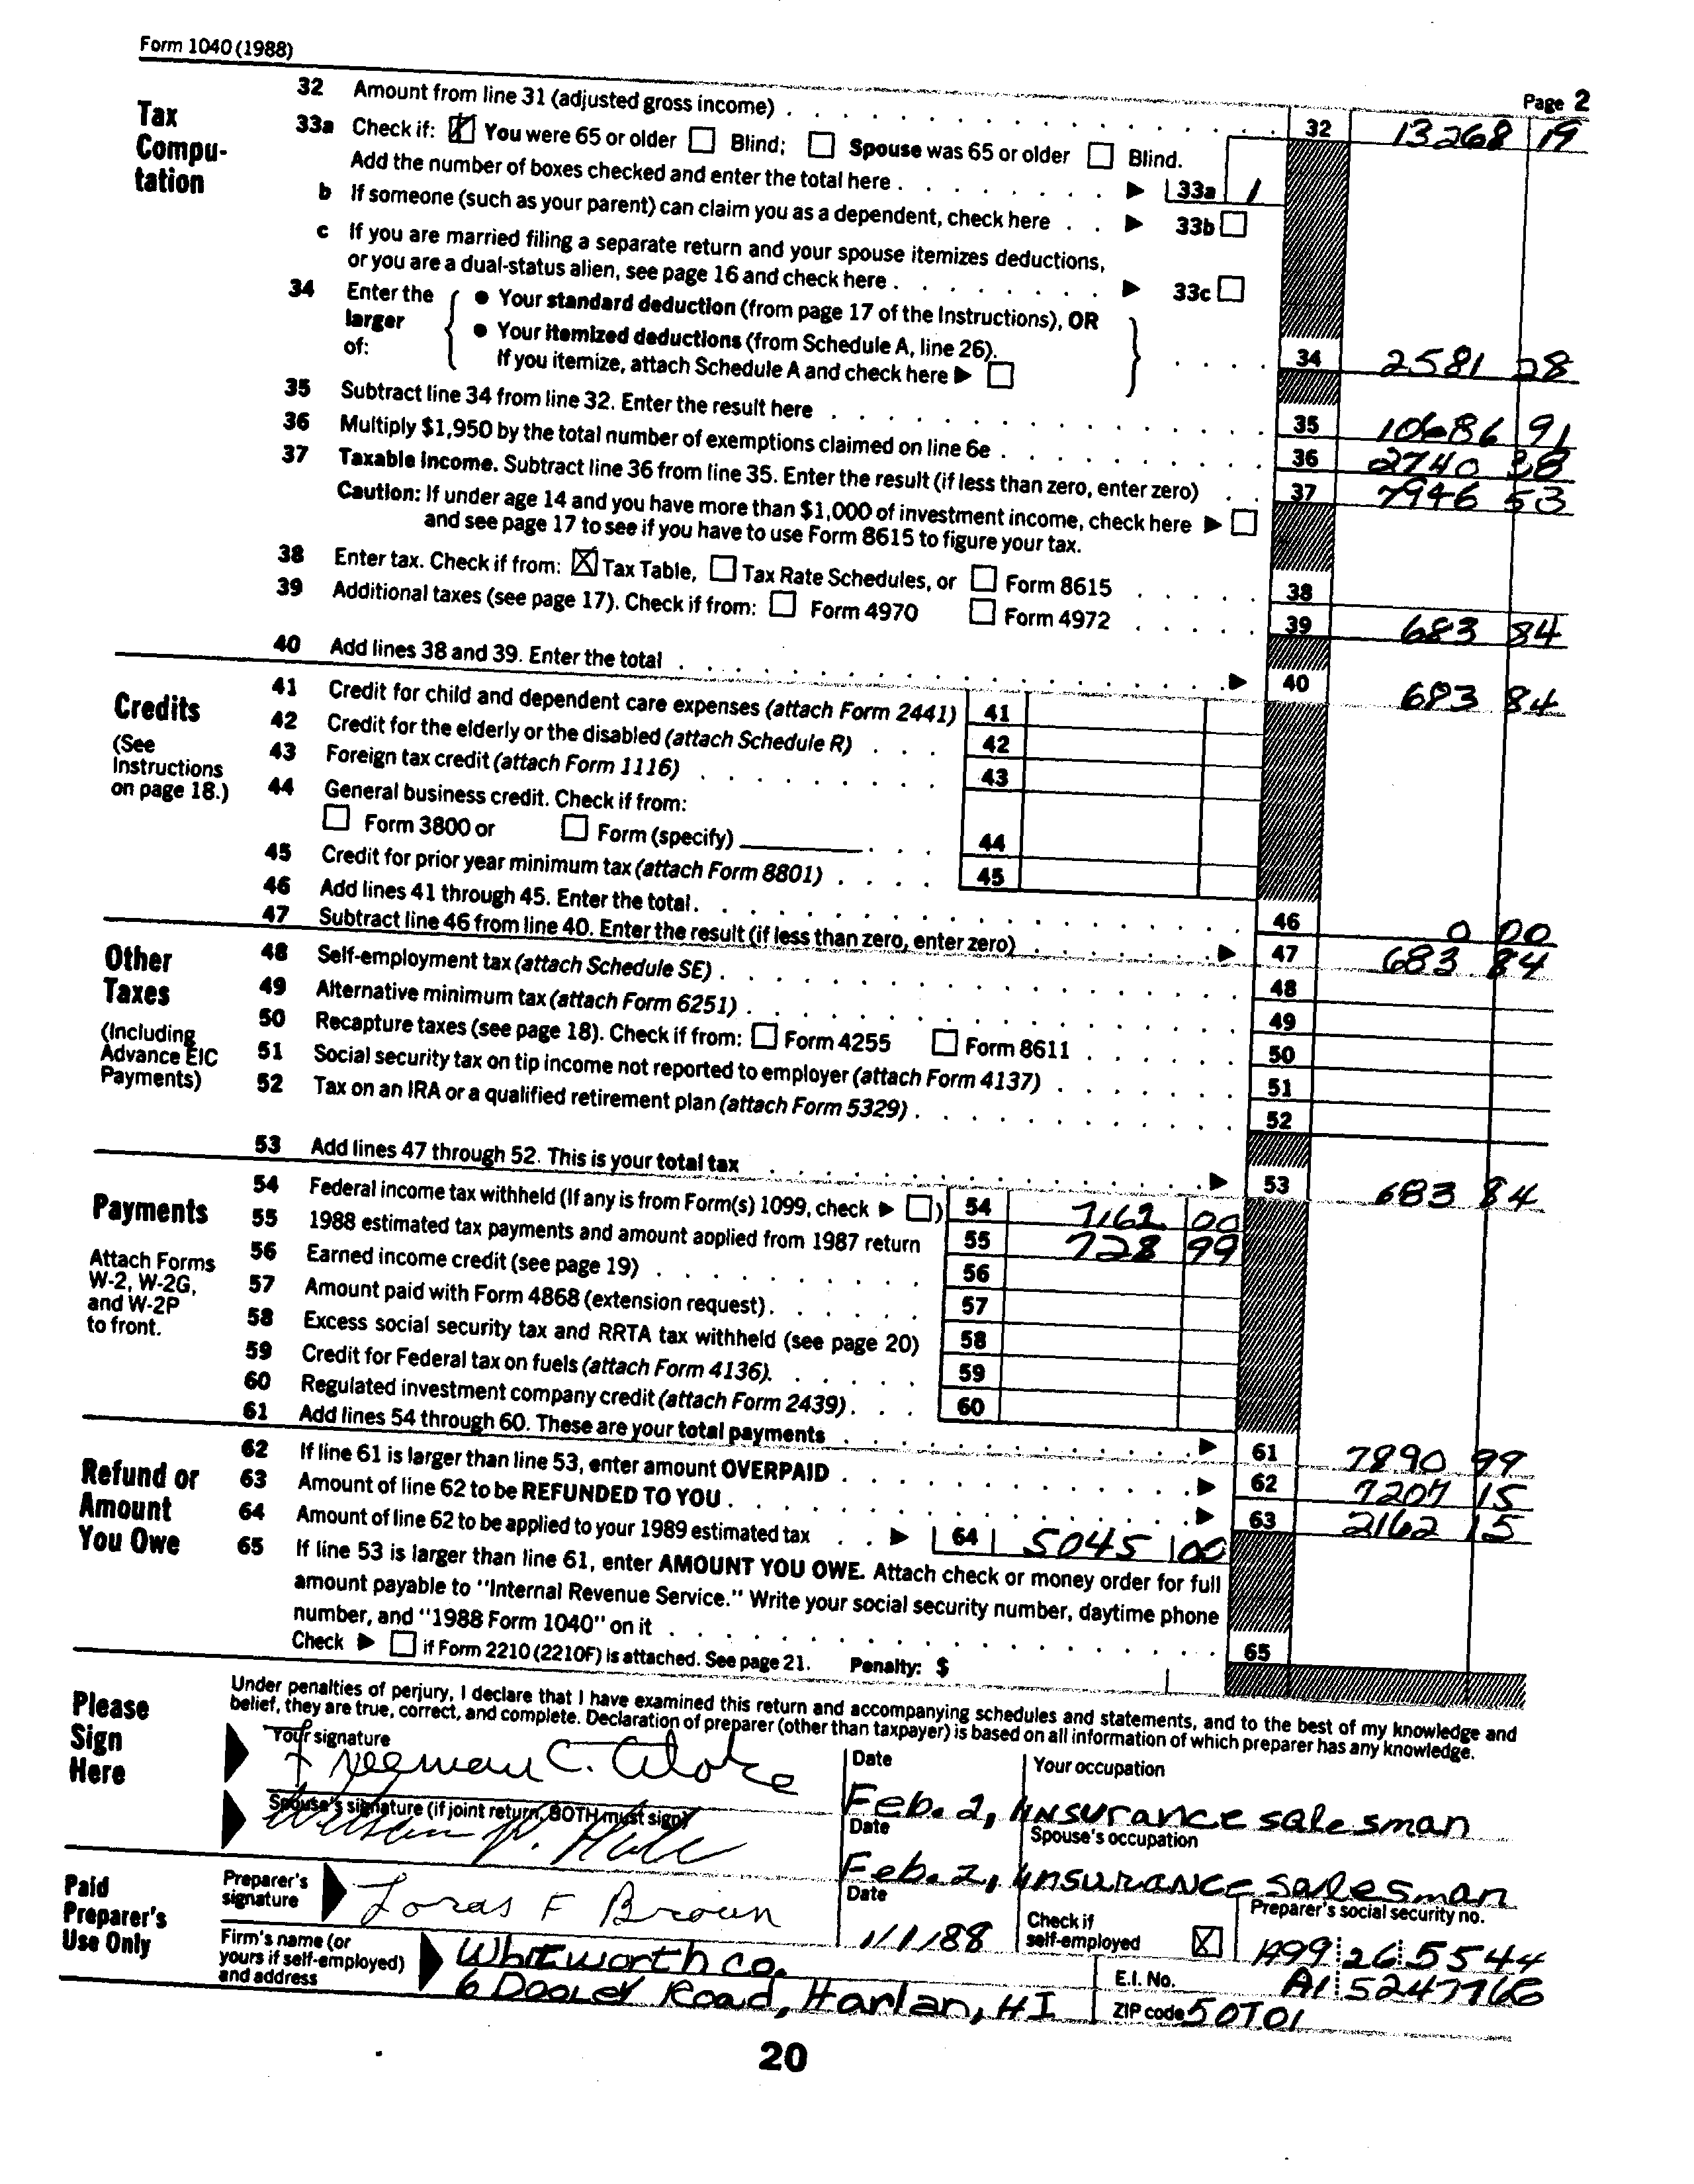 Form 1040 (1988)
Page 2
Tax Compu-tation
32 Amount from line 31 (adjusted gross income) . 32 13268 19
33a Check if: ☒ You were 65 or older ☐ Blind; ☐ Spouse was 65 or older ☐ Blind.
Add the number of boxes checked and enter the total here . ▶ 33a 1
b If someone (such as your parent) can claim you as a dependent, check here . . ▶ 33b ☐
c If you are married filing a separate return and your spouse itemizes deductions,
or you are a dual-status alien, see page 16 and check here . ▶ 33c ☐
34 Enter the larger of: { ● Your standard deduction (from page 17 of the Instructions), OR
● Your itemized deductions (from Schedule A, line 26).
If you itemize, attach Schedule A and check here ▶ ☐ } 34 2581 28
35 Subtract line 34 from line 32. Enter the result here . 35 10686 91
36 Multiply $1,950 by the total number of exemptions claimed on line 6e . 36 2740 38
37 Taxable income. Subtract line 36 from line 35. Enter the result (if less than zero, enter zero) . 37 7946 53
Caution: If under age 14 and you have more than $1,000 of investment income, check here ▶ ☐
and see page 17 to see if you have to use Form 8615 to figure your tax.
38 Enter tax. Check if from: ☒ Tax Table, ☐ Tax Rate Schedules, or ☐ Form 8615 . 38
39 Additional taxes (see page 17). Check if from: ☐ Form 4970 ☐ Form 4972 . 39 683 84
40 Add lines 38 and 39. Enter the total . ▶ 40 683 84
Credits
(See Instructions on page 18.)
41 Credit for child and dependent care expenses (attach Form 2441) 41
42 Credit for the elderly or the disabled (attach Schedule R) . 42
43 Foreign tax credit (attach Form 1116) . 43
44 General business credit. Check if from:
☐ Form 3800 or ☐ Form (specify) . 44
45 Credit for prior year minimum tax (attach Form 8801) . 45
46 Add lines 41 through 45. Enter the total . 46 0 00
47 Subtract line 46 from line 40. Enter the result (if less than zero, enter zero) . ▶ 47 683 84
Other Taxes
(Including Advance EIC Payments)
48 Self-employment tax (attach Schedule SE) . 48
49 Alternative minimum tax (attach Form 6251) . 49
50 Recapture taxes (see page 18). Check if from: ☐ Form 4255 ☐ Form 8611 . 50
51 Social security tax on tip income not reported to employer (attach Form 4137) . 51
52 Tax on an IRA or a qualified retirement plan (attach Form 5329) . 52
53 Add lines 47 through 52. This is your total tax . ▶ 53 683 84
Payments
Attach Forms W-2, W-2G, and W-2P to front.
54 Federal income tax withheld (If any is from Form(s) 1099, check ▶ ☐) 54 7162 00
55 1988 estimated tax payments and amount applied from 1987 return 55 728 99
56 Earned income credit (see page 19) . 56
57 Amount paid with Form 4868 (extension request) . 57
58 Excess social security tax and RRTA tax withheld (see page 20) 58
59 Credit for Federal tax on fuels (attach Form 4136). 59
60 Regulated investment company credit (attach Form 2439) . 60
61 Add lines 54 through 60. These are your total payments . ▶ 61 7890 99
Refund or Amount You Owe
62 If line 61 is larger than line 53, enter amount OVERPAID . ▶ 62 7207 15
63 Amount of line 62 to be REFUNDED TO YOU . ▶ 63 2162 15
64 Amount of line 62 to be applied to your 1989 estimated tax . . ▶ 64 5045 00
65 If line 53 is larger than line 61, enter AMOUNT YOU OWE. Attach check or money order for full
amount payable to "Internal Revenue Service." Write your social security number, daytime phone
number, and "1988 Form 1040" on it . 65
Check ▶ ☐ if Form 2210 (2210F) is attached. See page 21. Penalty: $
Please Sign Here
Under penalties of perjury, I declare that I have examined this return and accompanying schedules and statements, and to the best of my knowledge and
belief, they are true, correct, and complete. Declaration of preparer (other than taxpayer) is based on all information of which preparer has any knowledge.
Your signature Date Your occupation
Freeman C. Feb. 2, Insurance salesman
Spouse's signature (if joint return, BOTH must sign) Date Spouse's occupation
Feb. 2, Insurance salesman
Paid Preparer's Use Only
Preparer's signature Loras F Brown Date 1/1/88 Check if self-employed ☒ Preparer's social security no. A99 26 5544
Firm's name (or yours if self-employed) and address Whitworth co. E.I. No. A1 5247766
6 Dooley Road, Harlan, HI ZIP code 50T01
20